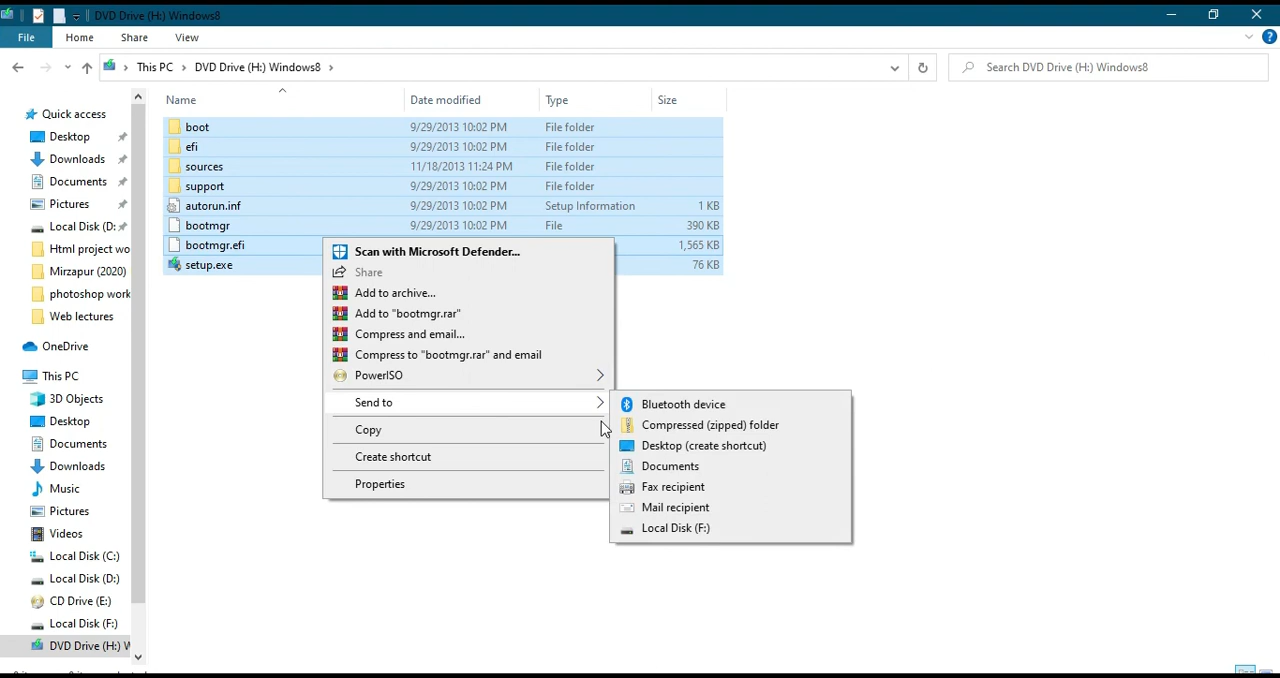 DVD Drive (H:) Windows8
File
Home
Share
View
This PC
DVD Drive (H:) Windows8
Search DVD Drive (H:) Windows8
Quick access
Desktop
Downloads
Documents
Pictures
Local Disk (D:
Html project wo
Mirzapur (2020)
photoshop work
Web lectures
OneDrive
This PC
3D Objects
Desktop
Documents
Downloads
Music
Pictures
Videos
Local Disk (C:)
Local Disk (D:)
CD Drive (E:)
Local Disk (F:)
DVD Drive (H:) W
Name Date modified Type Size
boot 9/29/2013 10:02 PM File folder
efi 9/29/2013 10:02 PM File folder
sources 11/18/2013 11:24 PM File folder
support 9/29/2013 10:02 PM File folder
autorun.inf 9/29/2013 10:02 PM Setup Information 1 KB
bootmgr 9/29/2013 10:02 PM File 390 KB
bootmgr.efi 1,565 KB
setup.exe 76 KB
Scan with Microsoft Defender...
Share
Add to archive...
Add to "bootmgr.rar"
Compress and email...
Compress to "bootmgr.rar" and email
PowerISO
Send to
Copy
Create shortcut
Properties
Bluetooth device
Compressed (zipped) folder
Desktop (create shortcut)
Documents
Fax recipient
Mail recipient
Local Disk (F:)